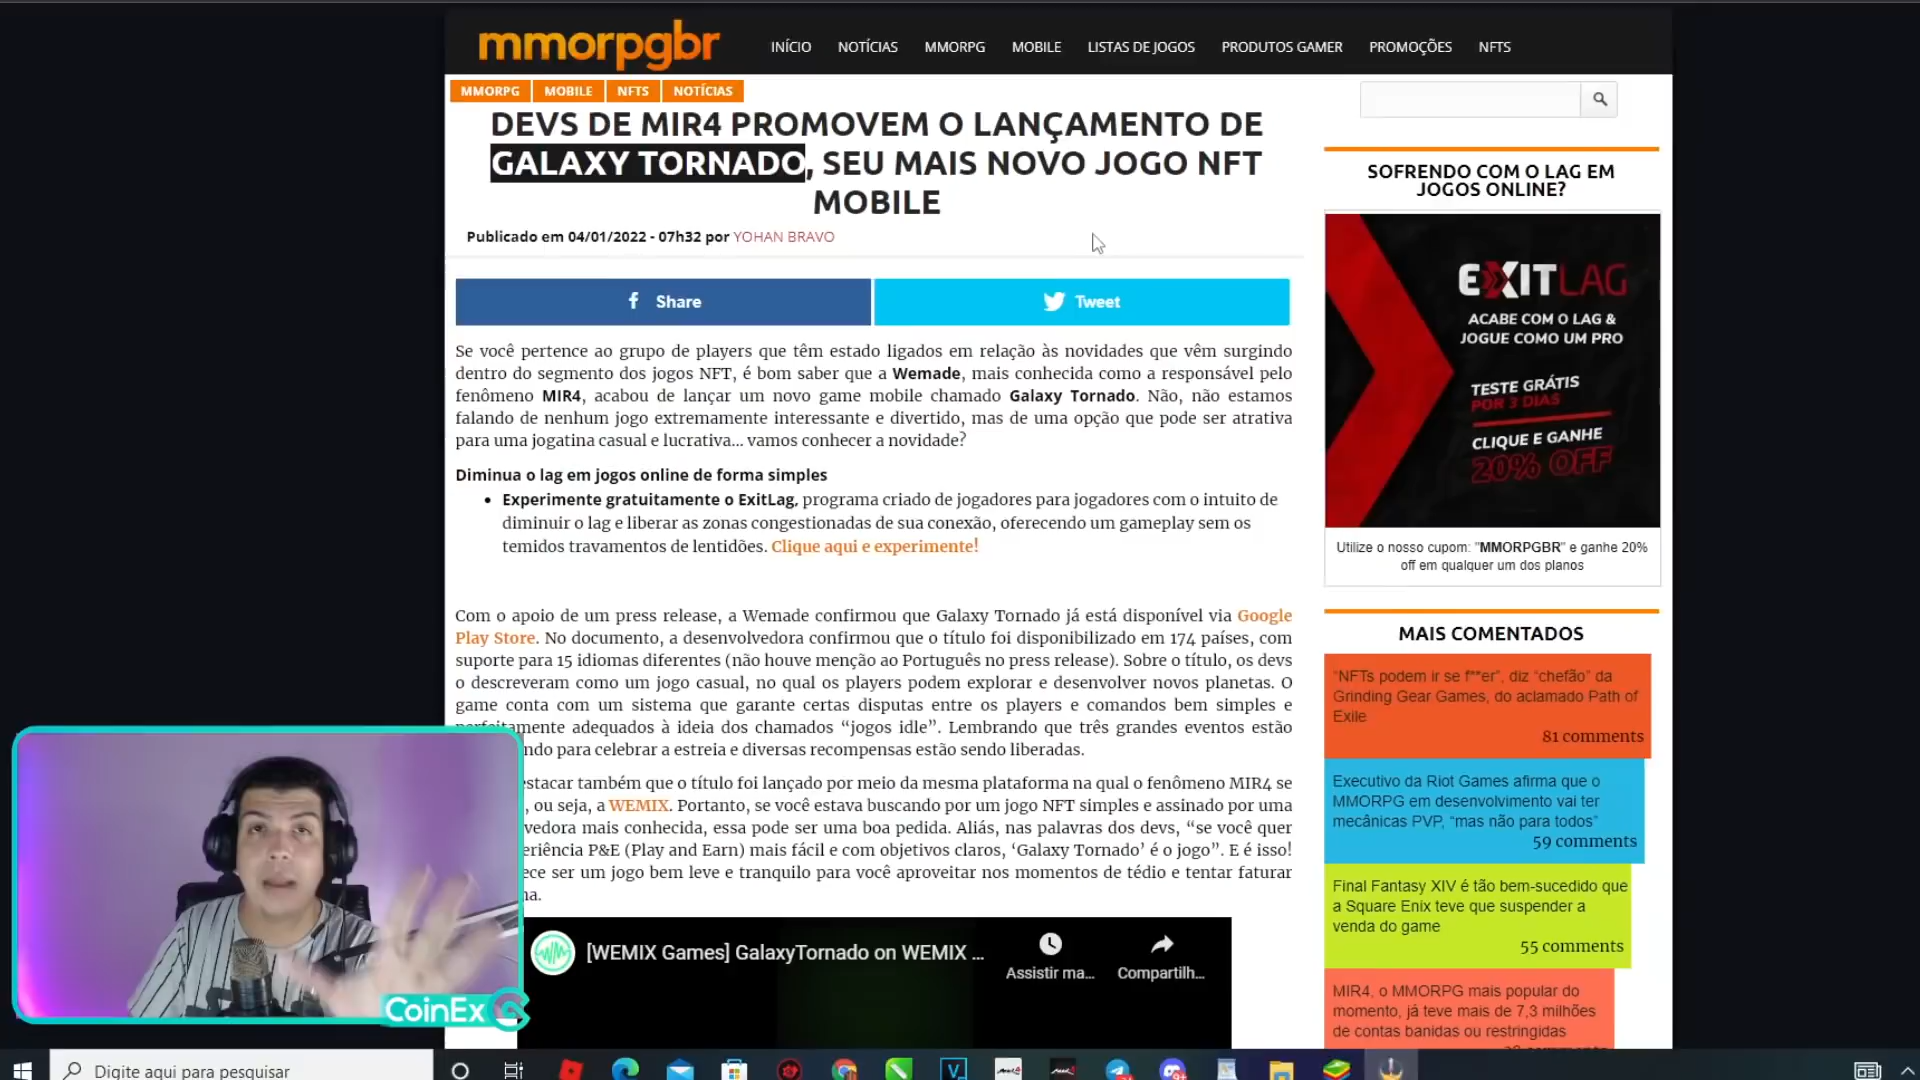 mmorpgbr
INÍCIO NOTÍCIAS MMORPG MOBILE LISTAS DE JOGOS PRODUTOS GAMER PROMOÇÕES NFTS
MMORPG MOBILE NFTS NOTÍCIAS
DEVS DE MIR4 PROMOVEM O LANÇAMENTO DE
GALAXY TORNADO, SEU MAIS NOVO JOGO NFT
MOBILE
Publicado em 04/01/2022 - 07h32 por YOHAN BRAVO
Share
Tweet
Se você pertence ao grupo de players que têm estado ligados em relação às novidades que vêm surgindo
dentro do segmento dos jogos NFT, é bom saber que a Wemade, mais conhecida como a responsável pelo
fenômeno MIR4, acabou de lançar um novo game mobile chamado Galaxy Tornado. Não, não estamos
falando de nenhum jogo extremamente interessante e divertido, mas de uma opção que pode ser atrativa
para uma jogatina casual e lucrativa... vamos conhecer a novidade?
Diminua o lag em jogos online de forma simples
• Experimente gratuitamente o ExitLag, programa criado de jogadores para jogadores com o intuito de
diminuir o lag e liberar as zonas congestionadas de sua conexão, oferecendo um gameplay sem os
temidos travamentos de lentidões. Clique aqui e experimente!
Com o apoio de um press release, a Wemade confirmou que Galaxy Tornado já está disponível via Google
Play Store. No documento, a desenvolvedora confirmou que o título foi disponibilizado em 174 países, com
suporte para 15 idiomas diferentes (não houve menção ao Português no press release). Sobre o título, os devs
o descreveram como um jogo casual, no qual os players podem explorar e desenvolver novos planetas. O
game conta com um sistema que garante certas disputas entre os players e comandos bem simples e
perfeitamente adequados à ideia dos chamados “jogos idle”. Lembrando que três grandes eventos estão
ndo para celebrar a estreia e diversas recompensas estão sendo liberadas.
estacar também que o título foi lançado por meio da mesma plataforma na qual o fenômeno MIR4 se
, ou seja, a WEMIX. Portanto, se você estava buscando por um jogo NFT simples e assinado por uma
vedora mais conhecida, essa pode ser uma boa pedida. Aliás, nas palavras dos devs, “se você quer
eriência P&E (Play and Earn) mais fácil e com objetivos claros, ‘Galaxy Tornado’ é o jogo”. E é isso!
ece ser um jogo bem leve e tranquilo para você aproveitar nos momentos de tédio e tentar faturar
na.
[WEMIX Games] GalaxyTornado on WEMIX ...
Assistir ma...
Compartilh...
SOFRENDO COM O LAG EM
JOGOS ONLINE?
EXITLAG
ACABE COM O LAG &
JOGUE COMO UM PRO
TESTE GRÁTIS
POR 3 DIAS
CLIQUE E GANHE
20% OFF
Utilize o nosso cupom: "MMORPGBR" e ganhe 20%
off em qualquer um dos planos
MAIS COMENTADOS
“NFTs podem ir se f**er”, diz “chefão” da
Grinding Gear Games, do aclamado Path of
Exile
81 comments
Executivo da Riot Games afirma que o
MMORPG em desenvolvimento vai ter
mecânicas PVP, “mas não para todos”
59 comments
Final Fantasy XIV é tão bem-sucedido que
a Square Enix teve que suspender a
venda do game
55 comments
MIR4, o MMORPG mais popular do
momento, já teve mais de 7,3 milhões
de contas banidas ou restringidas
CoinEx
Digite aqui para pesquisar